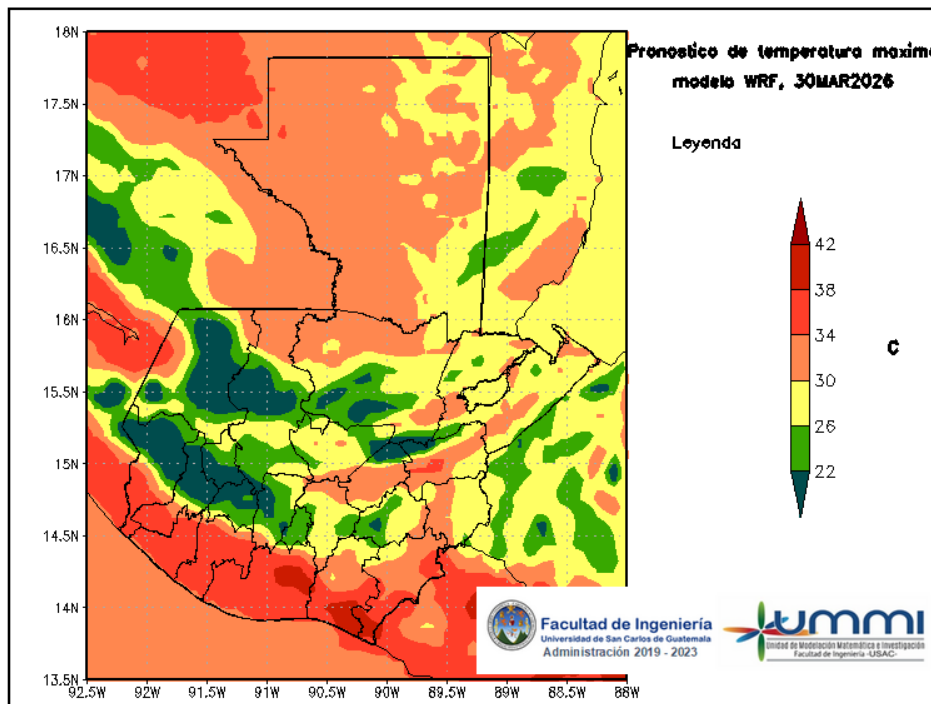 Pronostico de temperatura maxima
modelo WRF, 30MAR2026
Leyenda
42
38
34
30
26
22
C
18N
17.5N
17N
16.5N
16N
15.5N
15N
14.5N
14N
13.5N
92.5W
92W
91.5W
91W
90.5W
90W
89.5W
89W
88.5W
88W
Facultad de Ingeniería
Universidad de San Carlos de Guatemala
Administración 2019 - 2023
ummi
Unidad de Modelación Matemática e Investigación
Facultad de Ingeniería -USAC-